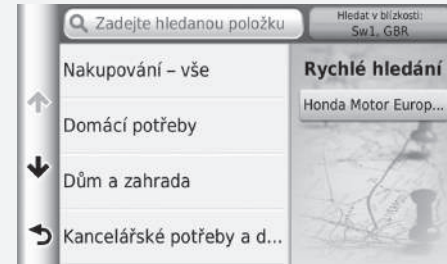 Zadejte hledanou položku
Hledat v blízkosti:
Sw1, GBR
Nakupování – vše
Domácí potřeby
Dům a zahrada
Kancelářské potřeby a d...
Rychlé hledání
Honda Motor Europ...